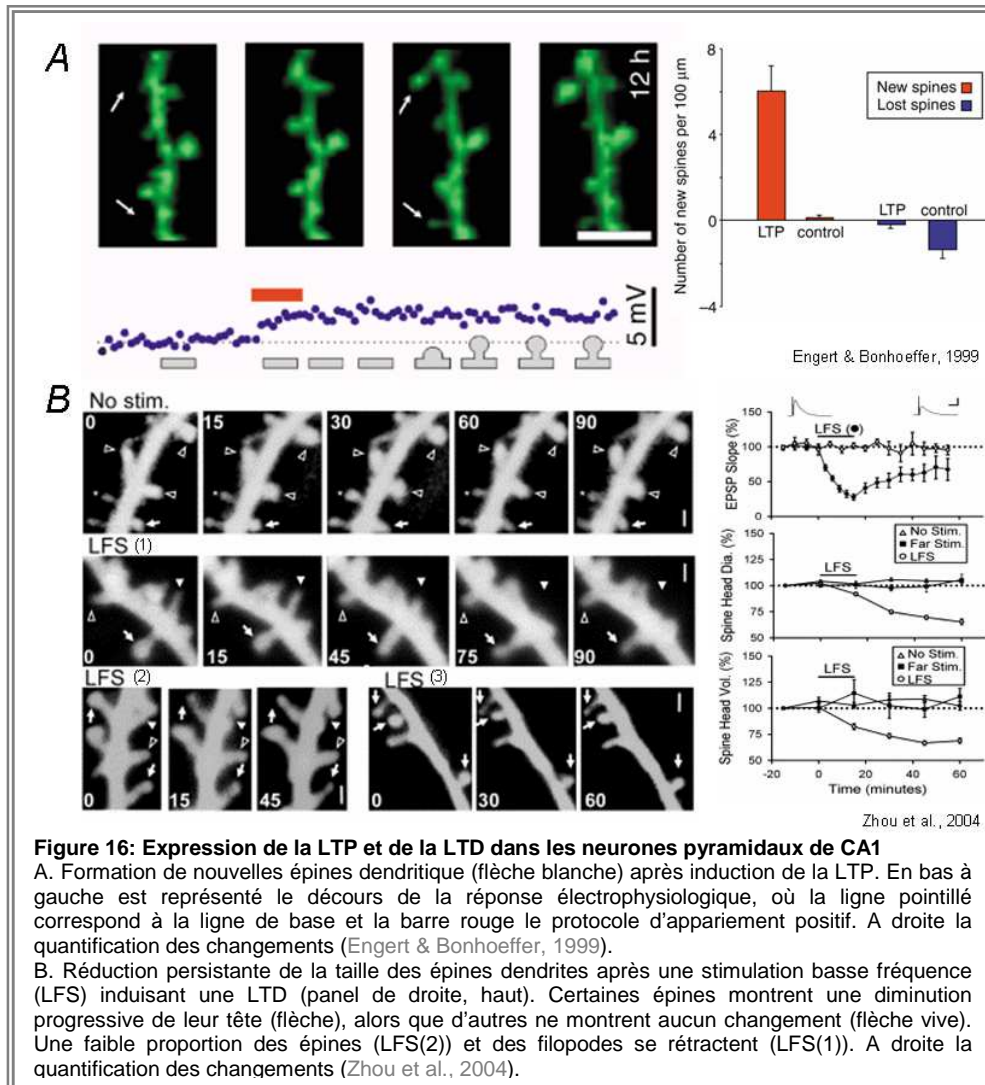 A
12 h
Number of new spines per 100 µm
8
6
4
2
0
-4
New spines
Lost spines
LTP
control
LTP
control
5 mV
Engert & Bonhoeffer, 1999
B
No stim.
0
15
30
60
90
LFS (1)
0
15
45
75
90
LFS (2)
0
15
45
LFS (3)
0
30
60
EPSP Slope (%)
150
100
50
25
LFS (●)
Spine Head Dia. (%)
150
125
100
75
50
No Stim.
Far Stim.
LFS
LFS
Spine Head Vol. (%)
150
125
100
75
50
No Stim.
Far Stim.
LFS
LFS
-20
0
20
40
60
Time (minutes)
Zhou et al., 2004
Figure 16: Expression de la LTP et de la LTD dans les neurones pyramidaux de CA1
A. Formation de nouvelles épines dendritique (flèche blanche) après induction de la LTP. En bas à
gauche est représenté le décours de la réponse électrophysiologique, où la ligne pointillé
correspond à la ligne de base et la barre rouge le protocole d'appariement positif. A droite la
quantification des changements (Engert & Bonhoeffer, 1999).
B. Réduction persistante de la taille des épines dendrites après une stimulation basse fréquence
(LFS) induisant une LTD (panel de droite, haut). Certaines épines montrent une diminution
progressive de leur tête (flèche), alors que d'autres ne montrent aucun changement (flèche vive).
Une faible proportion des épines (LFS(2)) et des filopodes se rétractent (LFS(1)). A droite la
quantification des changements (Zhou et al., 2004).